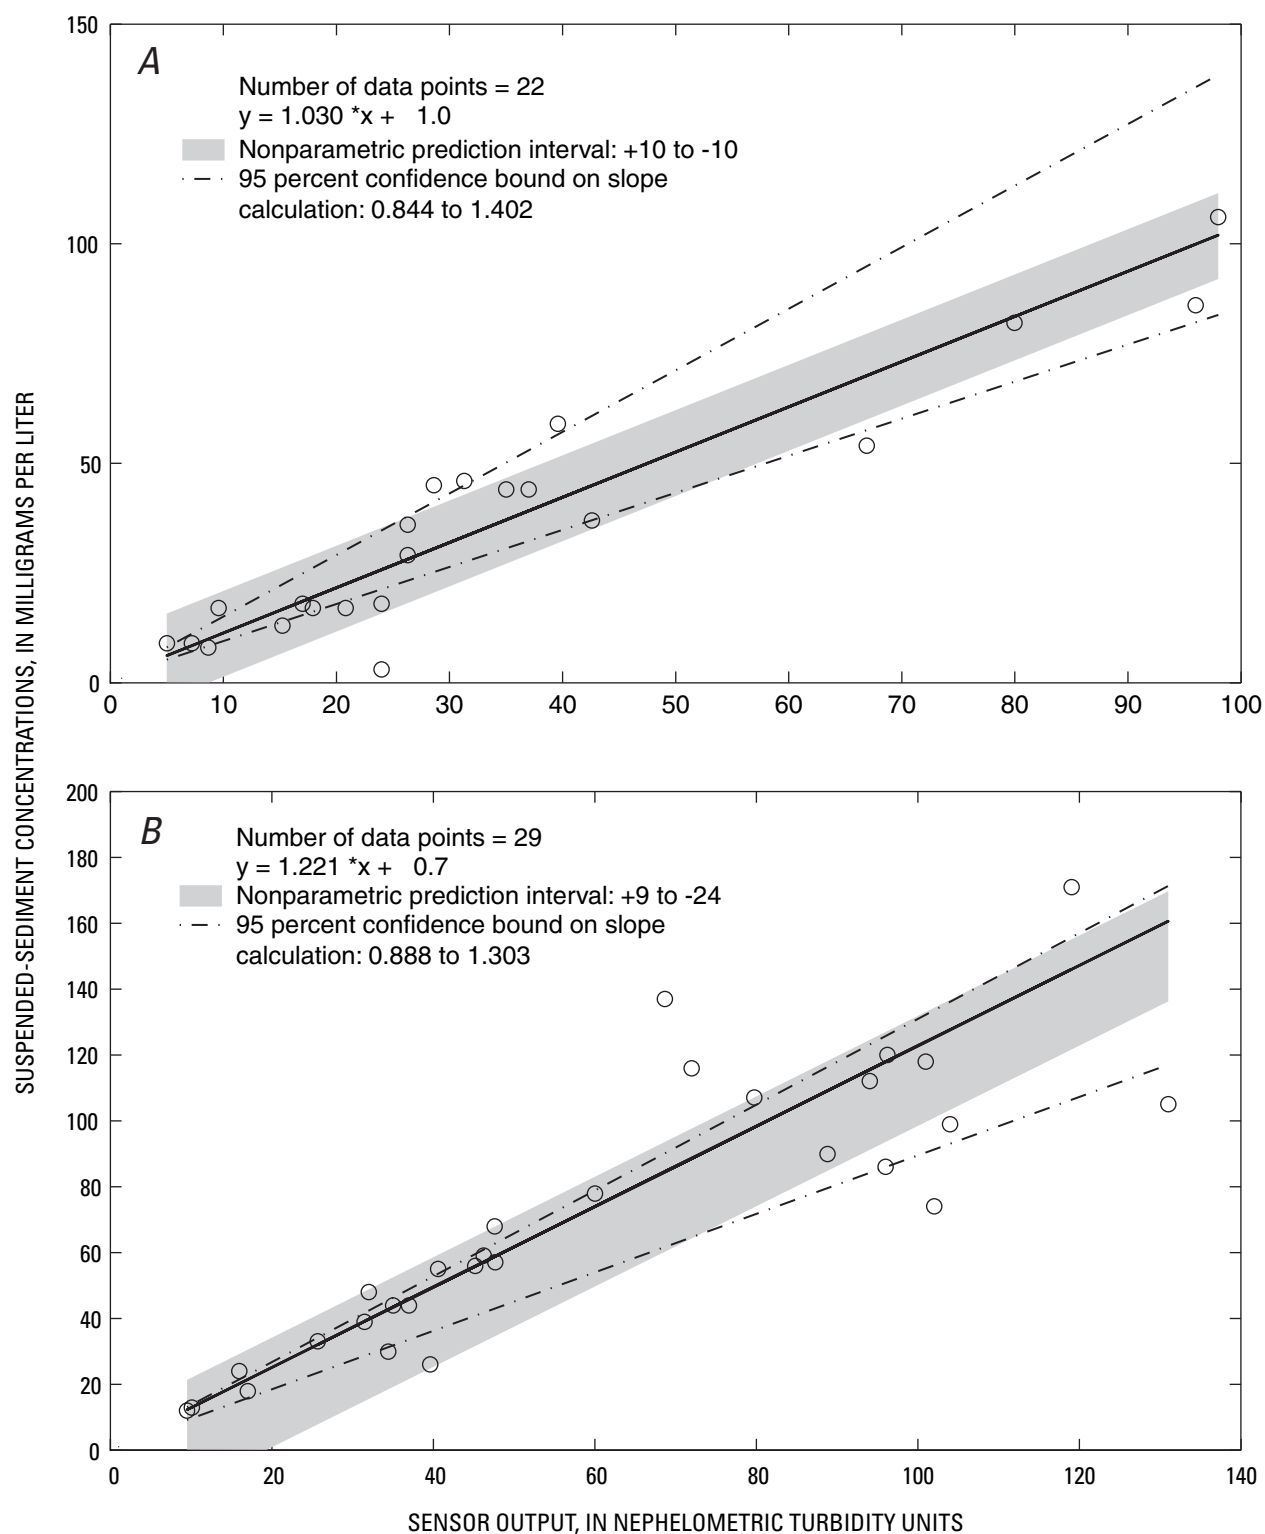 SUSPENDED-SEDIMENT CONCENTRATIONS, IN MILLIGRAMS PER LITER
150
A
Number of data points = 22
y = 1.030 *x + 1.0
Nonparametric prediction interval: +10 to -10
95 percent confidence bound on slope
calculation: 0.844 to 1.402
100
50
0
0 10 20 30 40 50 60 70 80 90 100
200
B
Number of data points = 29
180
y = 1.221 *x + 0.7
Nonparametric prediction interval: +9 to -24
95 percent confidence bound on slope
160
calculation: 0.888 to 1.303
140
120
100
80
60
40
20
0
0 20 40 60 80 100 120 140
SENSOR OUTPUT, IN NEPHELOMETRIC TURBIDITY UNITS